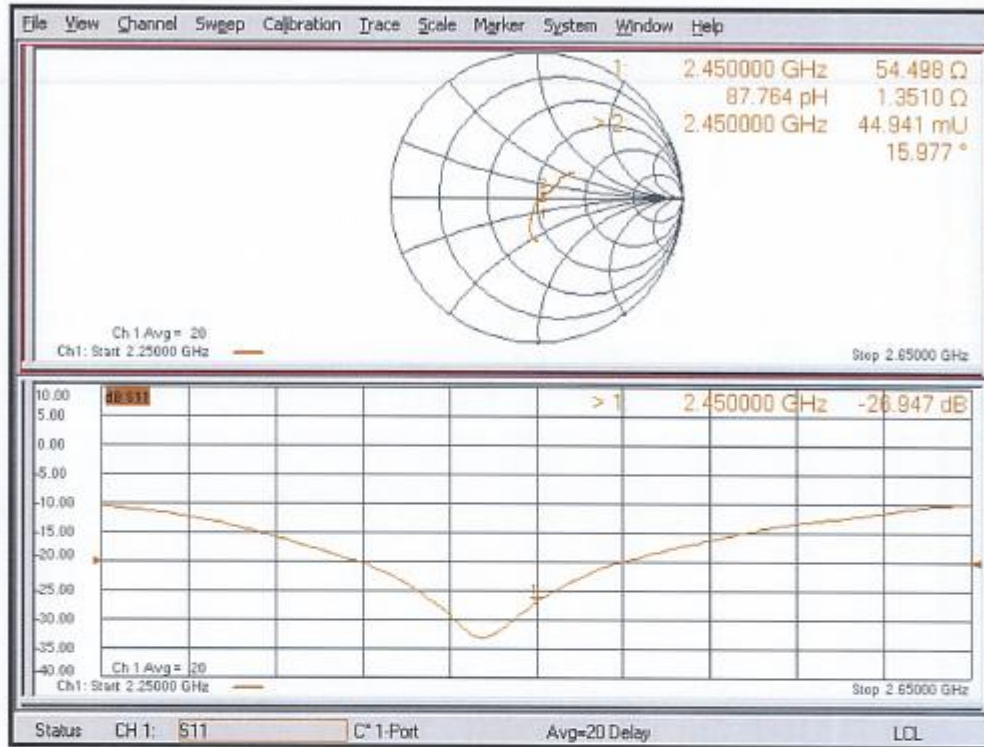 File View Channel Sweep Calibration Trace Scale Marker System Window Help
1: 2.450000 GHz 54.498 Ω
87.764 pH 1.3510 Ω
> 2: 2.450000 GHz 44.941 mU
15.977 °
Ch 1 Avg = 20
Ch1: Start 2.25000 GHz Stop 2.65000 GHz
10.00 dB S11 > 1: 2.450000 GHz -26.947 dB
5.00
0.00
-5.00
-10.00
-15.00
-20.00
-25.00
1
-30.00
-35.00
-40.00 Ch 1 Avg = 20
Ch1: Start 2.25000 GHz Stop 2.65000 GHz
Status CH 1: S11 C* 1-Port Avg=20 Delay LCL